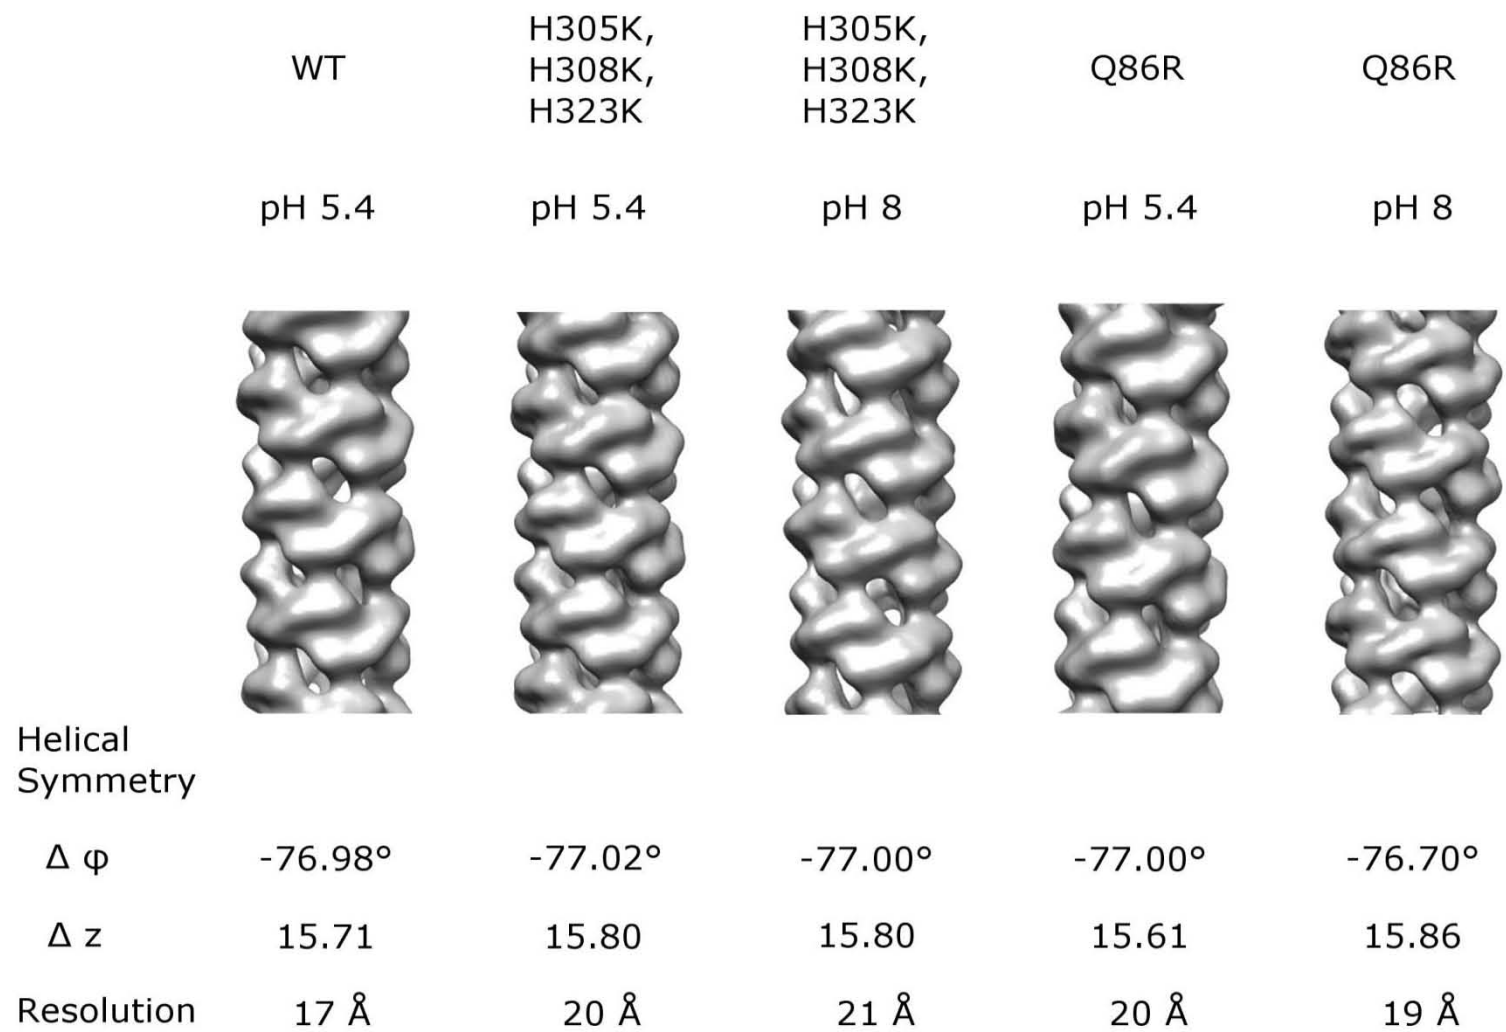 WT H305K, H308K, H323K H305K, H308K, H323K Q86R Q86R
pH 5.4 pH 5.4 pH 8 pH 5.4 pH 8
Helical
Symmetry
Δ φ -76.98° -77.02° -77.00° -77.00° -76.70°
Δ z 15.71 15.80 15.80 15.61 15.86
Resolution 17 Å 20 Å 21 Å 20 Å 19 Å